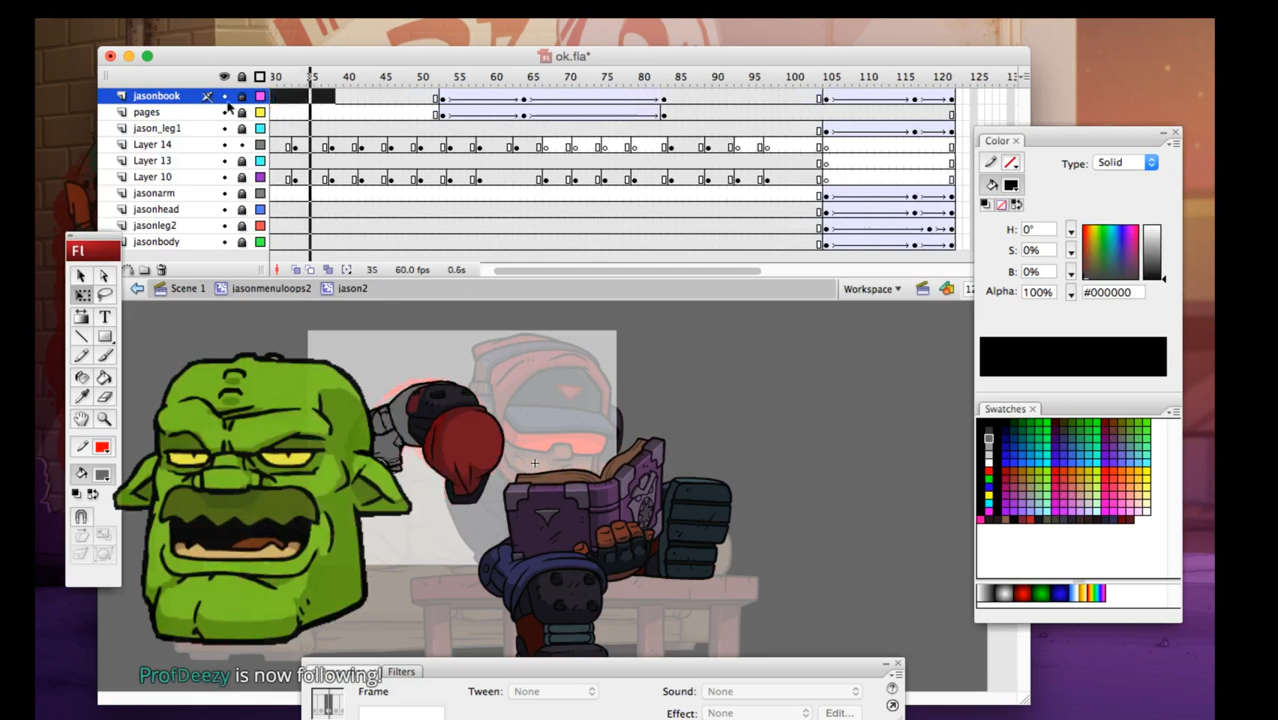 ok.fla*
30 35 40 45 50 55 60 65 70 75 80 85 90 95 100 105 110 115 120 125 13
jasonbook
pages
jason_leg1
Layer 14
Layer 13
Layer 10
jasonarm
jasonhead
jasonleg2
jasonbody
35 60.0 fps 0.6s
Scene 1 jasonmenuloops2 jason2 Workspace 12
Fl
T
Color
Type: Solid
H: 0°
S: 0%
B: 0%
Alpha: 100% #000000
Swatches
ProfDeezy is now following!
Filters
Frame Tween: None Sound: None
Effect: None Edit...